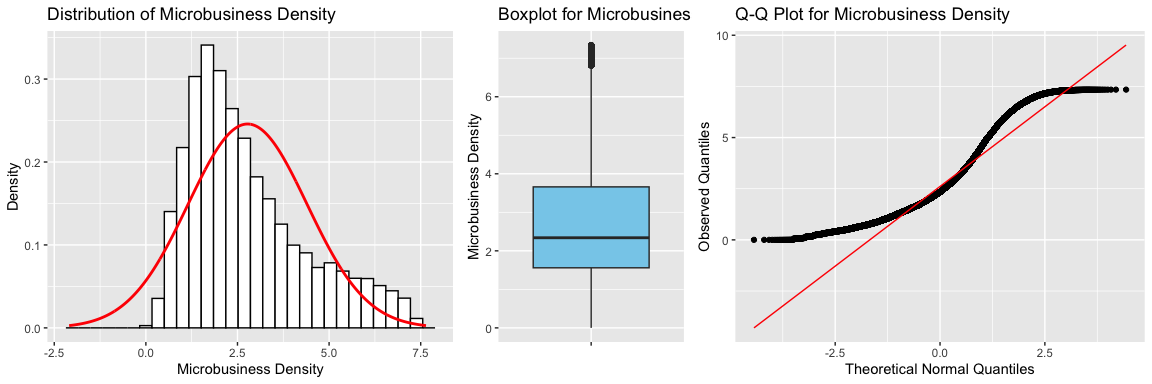 Distribution of Microbusiness Density
0.3
0.2
0.1
0.0
Density
-2.5 0.0 2.5 5.0 7.5
Microbusiness Density
Boxplot for Microbusines
6
4
2
0
Microbusiness Density
Q-Q Plot for Microbusiness Density
10
5
0
Observed Quantiles
-2.5 0.0 2.5
Theoretical Normal Quantiles